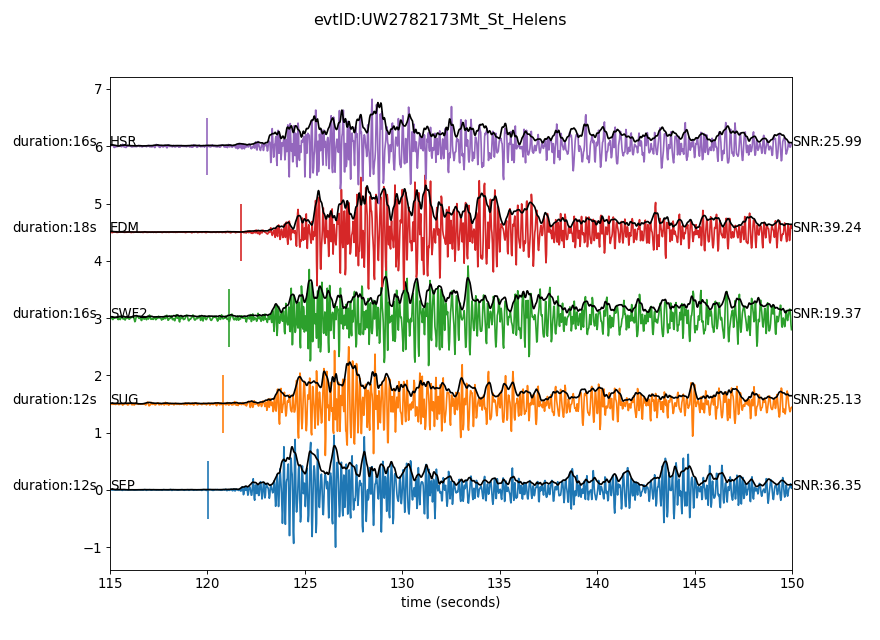 evtID:UW2782173Mt_St_Helens
7
duration:16s HSR SNR:25.99
6
5
duration:18s EDM SNR:39.24
4
duration:16s SWF2 SNR:19.37
3
2
duration:12s SUG SNR:25.13
1
duration:12s SEP SNR:36.35
0
−1
115 120 125 130 135 140 145 150
time (seconds)